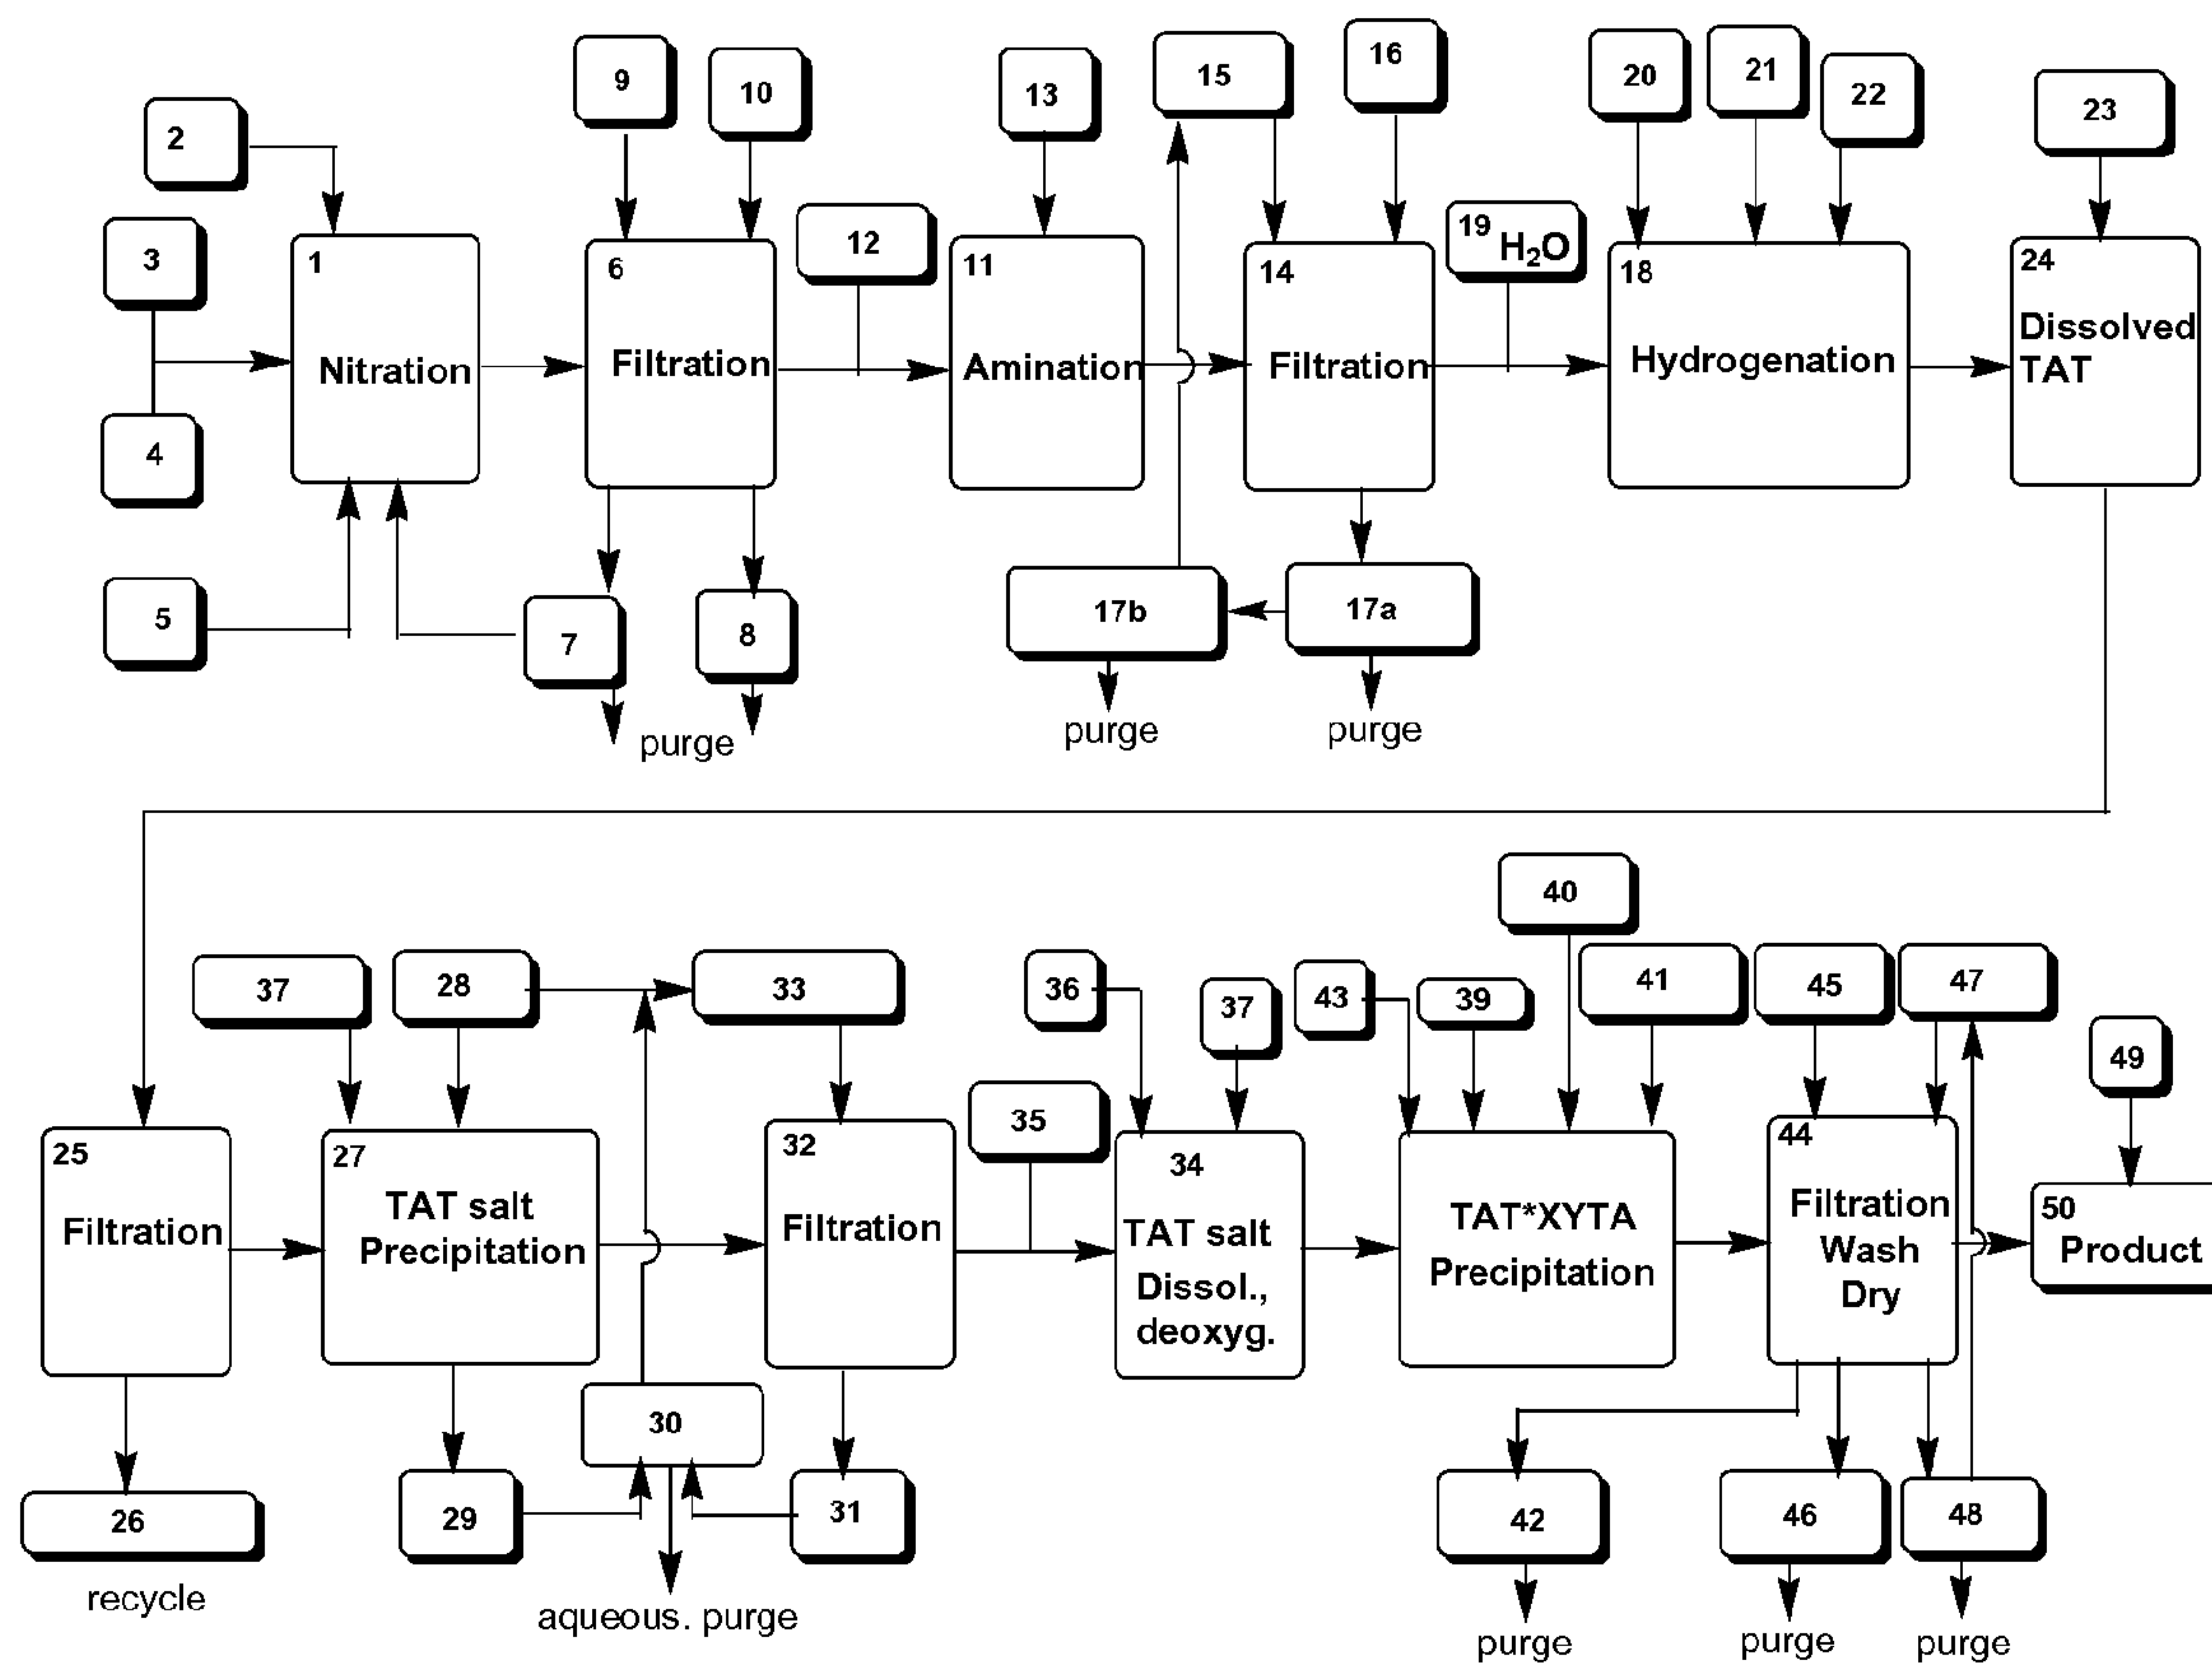 9
10
13
15
16
20
21
22
23
2
3
4
5
1
Nitration
6
Filtration
7
8
purge
12
11
Amination
14
Filtration
17b
17a
purge
purge
19 H₂O
18
Hydrogenation
24
Dissolved
TAT
37
28
33
36
37
43
39
40
41
45
47
49
25
Filtration
26
recycle
27
TAT salt
Precipitation
29
30
31
aqueous. purge
32
Filtration
35
34
TAT salt
Dissol.,
deoxyg.
TAT*XYTA
Precipitation
44
Filtration
Wash
Dry
50
Product
42
46
48
purge
purge
purge